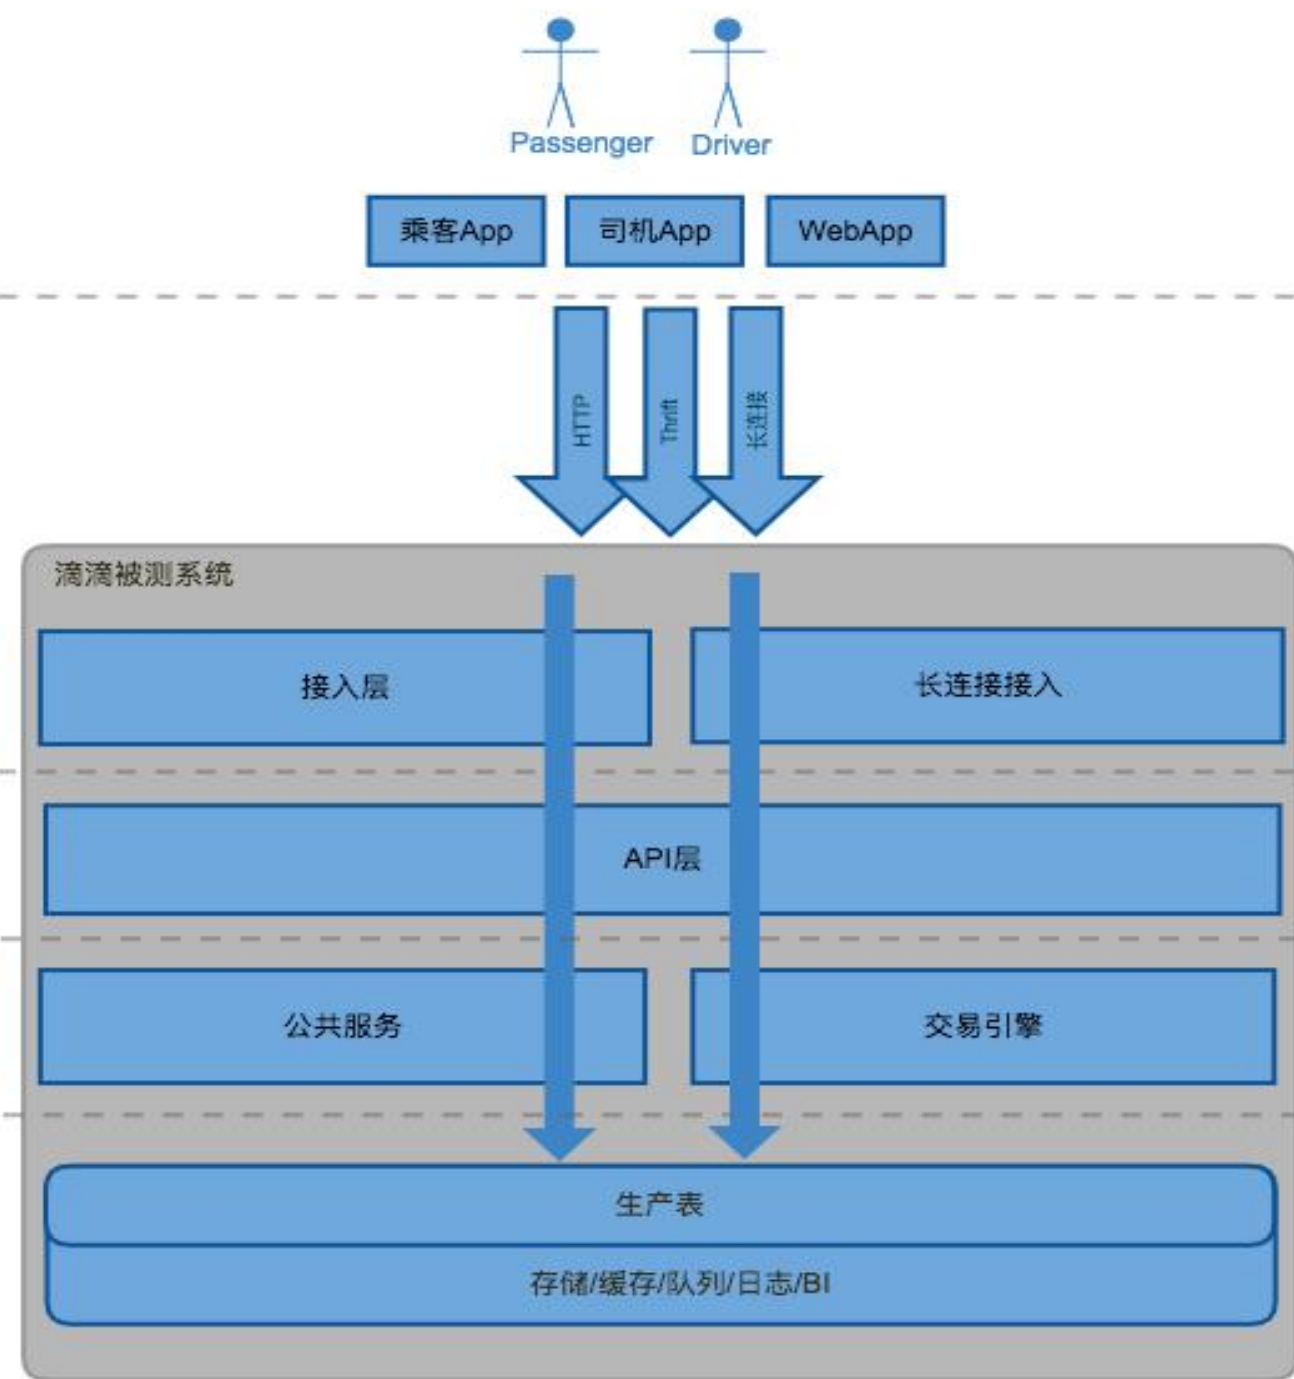 Passenger
Driver
乘客App
司机App
WebApp
HTTP
Thrift
长连接
滴滴被测系统
接入层
长连接接入
API层
公共服务
交易引擎
生产表
存储/缓存/队列/日志/BI